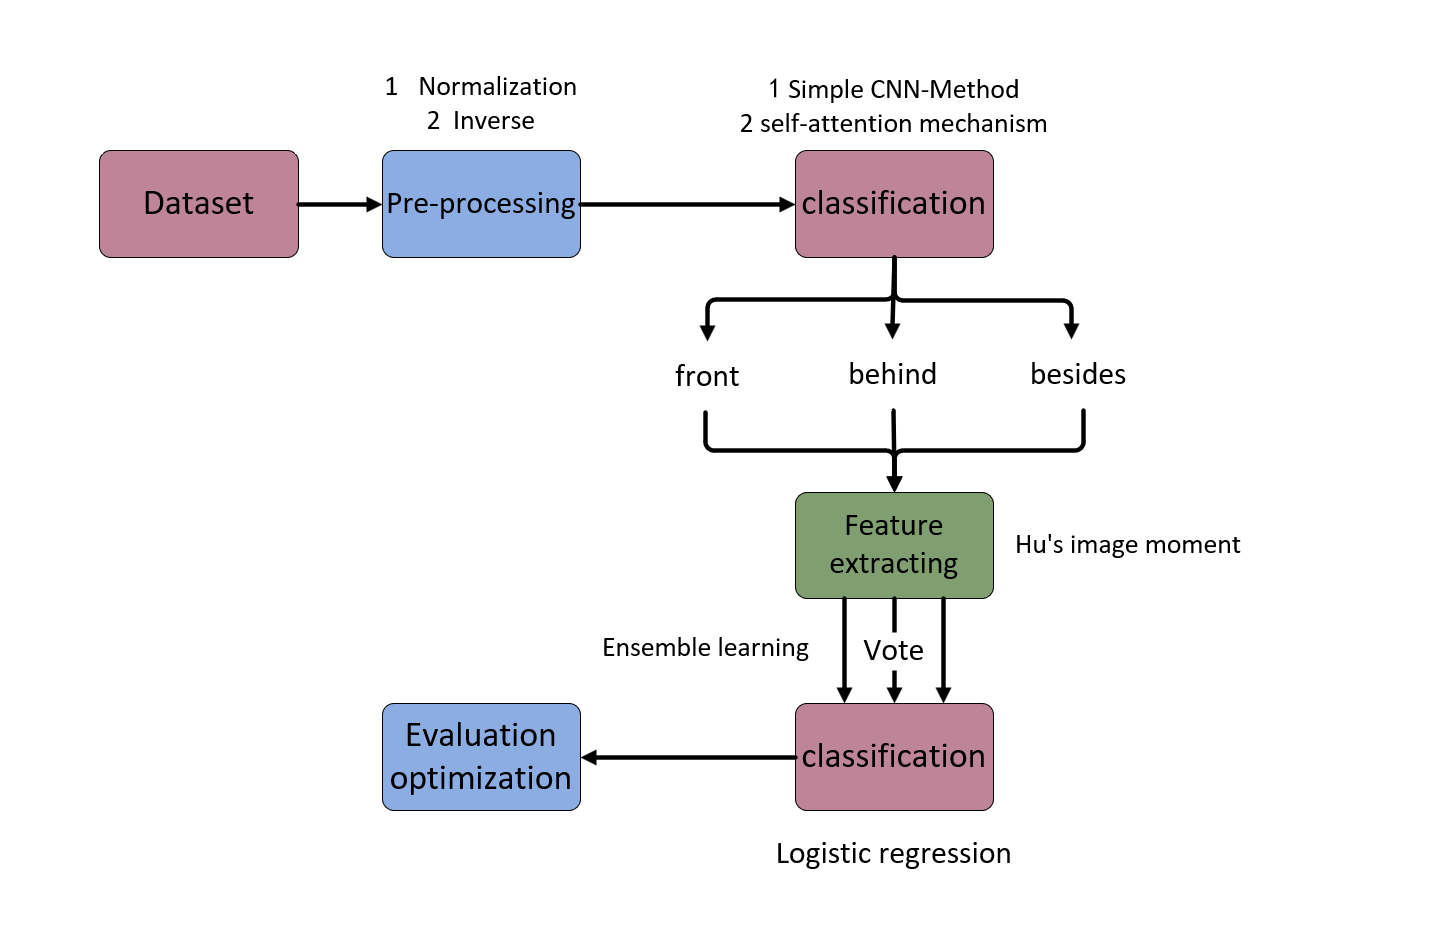 1 Normalization
2 Inverse
1 Simple CNN-Method
2 self-attention mechanism
Dataset
Pre-processing
classification
front
behind
besides
Feature
extracting
Hu's image moment
Ensemble learning
Vote
Evaluation
optimization
classification
Logistic regression